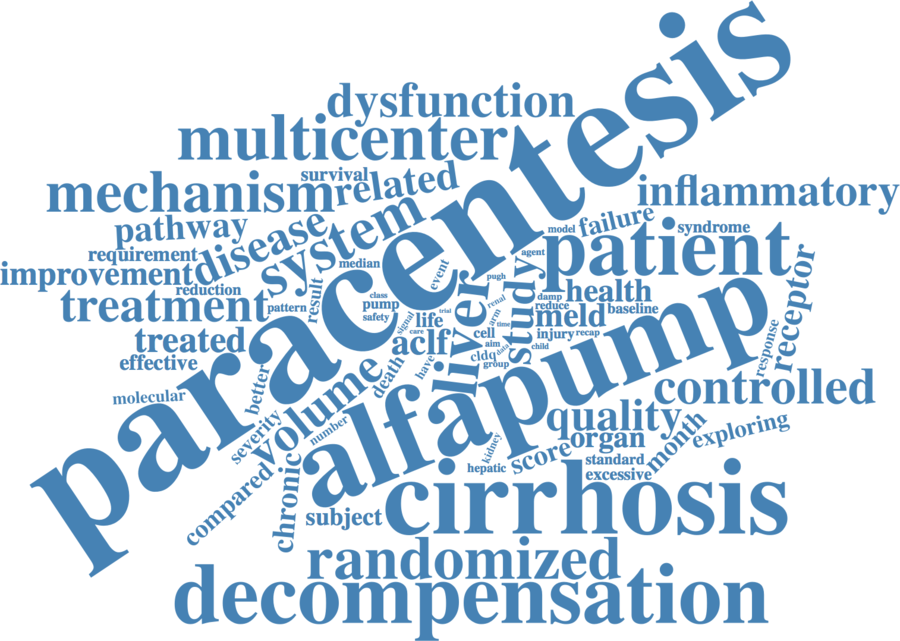 paracentesis
dysfunction
multicenter
survival
mechanism
related
inflammatory
pathway
disease
system
failure
model
syndrome
patient
requirement
improvement
median
event
agent
reduction
pugh
study
receptor
treatment
pattern
result
class
pump
safety
liver
renal
damp
reduce
health
baseline
meld
signal
trial
life
care
arm
time
cell
injury
recap
treated
aclf
aim
data
child
response
effective
cldq
group
have
death
volume
alfapump
molecular
better
controlled
severity
number
quality
organ
month
exploring
kidney
score
hepatic
standard
excessive
compared
chronic
subject
cirrhosis
randomized
decompensation